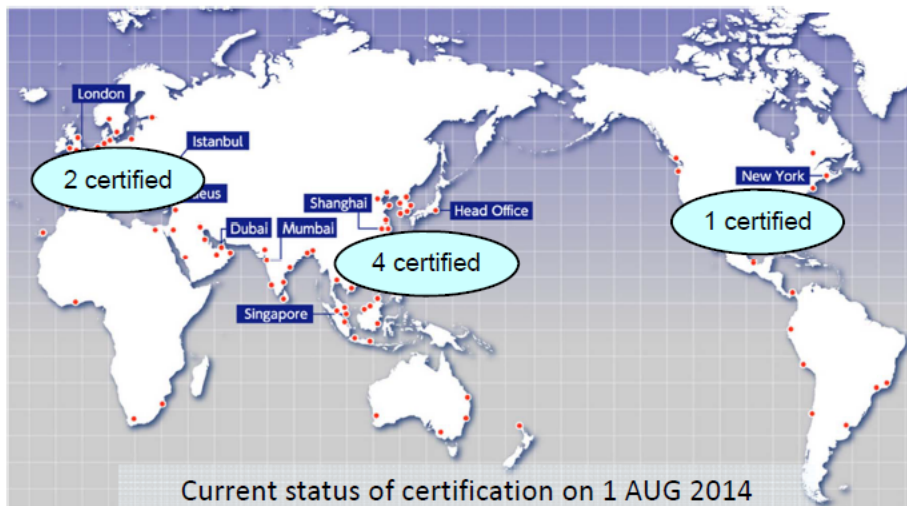 London
Istanbul
2 certified
Shanghai
Head Office
New York
Dubai
Mumbai
1 certified
4 certified
Singapore
Current status of certification on 1 AUG 2014